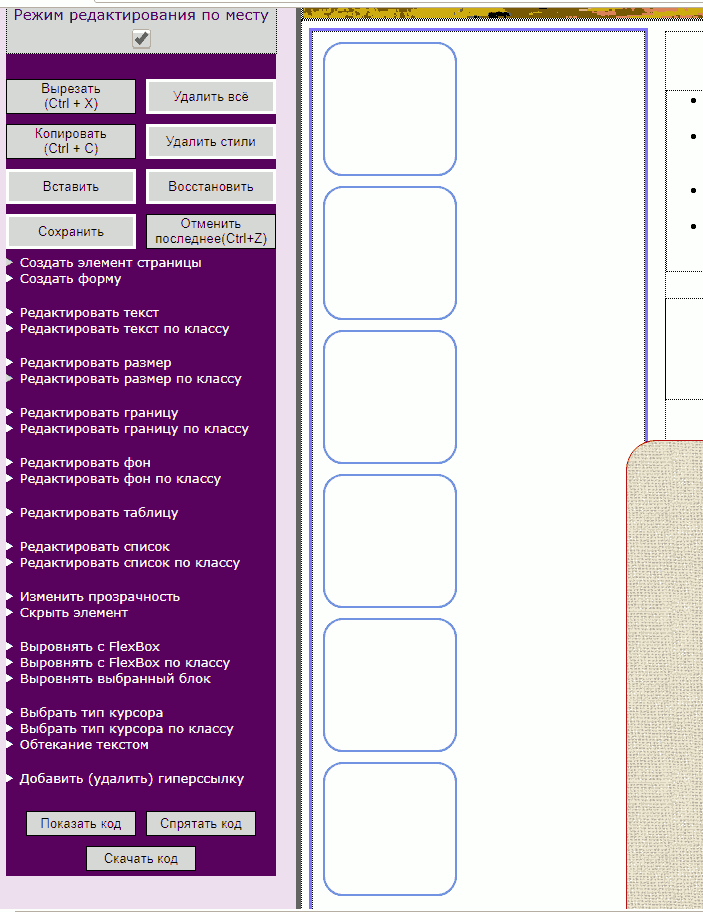 Режим редактирования по месту
Вырезать
(Ctrl + X)
Удалить всё
Копировать
(Ctrl + C)
Удалить стили
Вставить
Восстановить
Сохранить
Отменить
последнее(Ctrl+Z)
Создать элемент страницы
Создать форму
Редактировать текст
Редактировать текст по классу
Редактировать размер
Редактировать размер по классу
Редактировать границу
Редактировать границу по классу
Редактировать фон
Редактировать фон по классу
Редактировать таблицу
Редактировать список
Редактировать список по классу
Изменить прозрачность
Скрыть элемент
Выровнять с FlexBox
Выровнять с FlexBox по классу
Выровнять выбранный блок
Выбрать тип курсора
Выбрать тип курсора по классу
Обтекание текстом
Добавить (удалить) гиперссылку
Показать код
Спрятать код
Скачать код